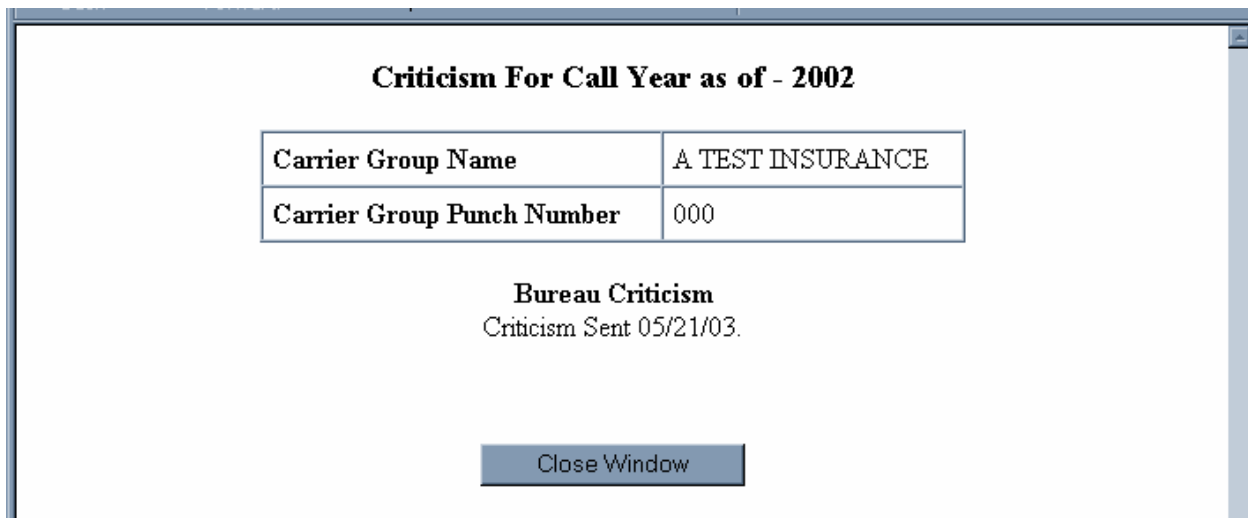 Criticism For Call Year as of - 2002
Carrier Group Name A TEST INSURANCE
Carrier Group Punch Number 000
Bureau Criticism
Criticism Sent 05/21/03.
Close Window